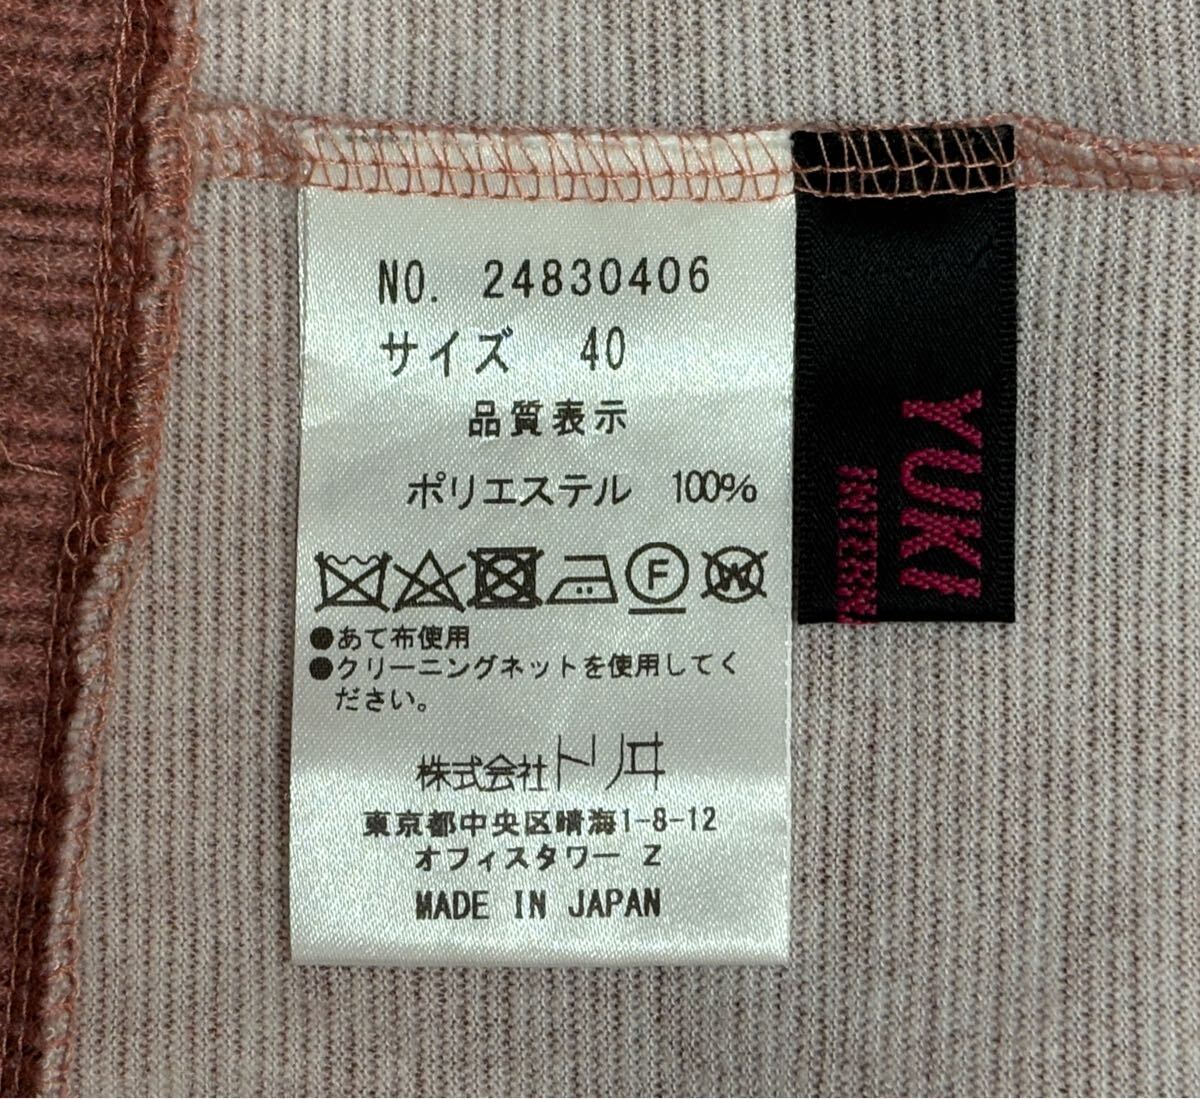 NO. 24830406
サイズ 40
品質表示
ポリエステル 100%
F
W
●あて布使用
●クリーニングネットを使用してく
ださい。
株式会社トリヰ
東京都中央区晴海1-8-12
オフィスタワー Z
MADE IN JAPAN
YUKI